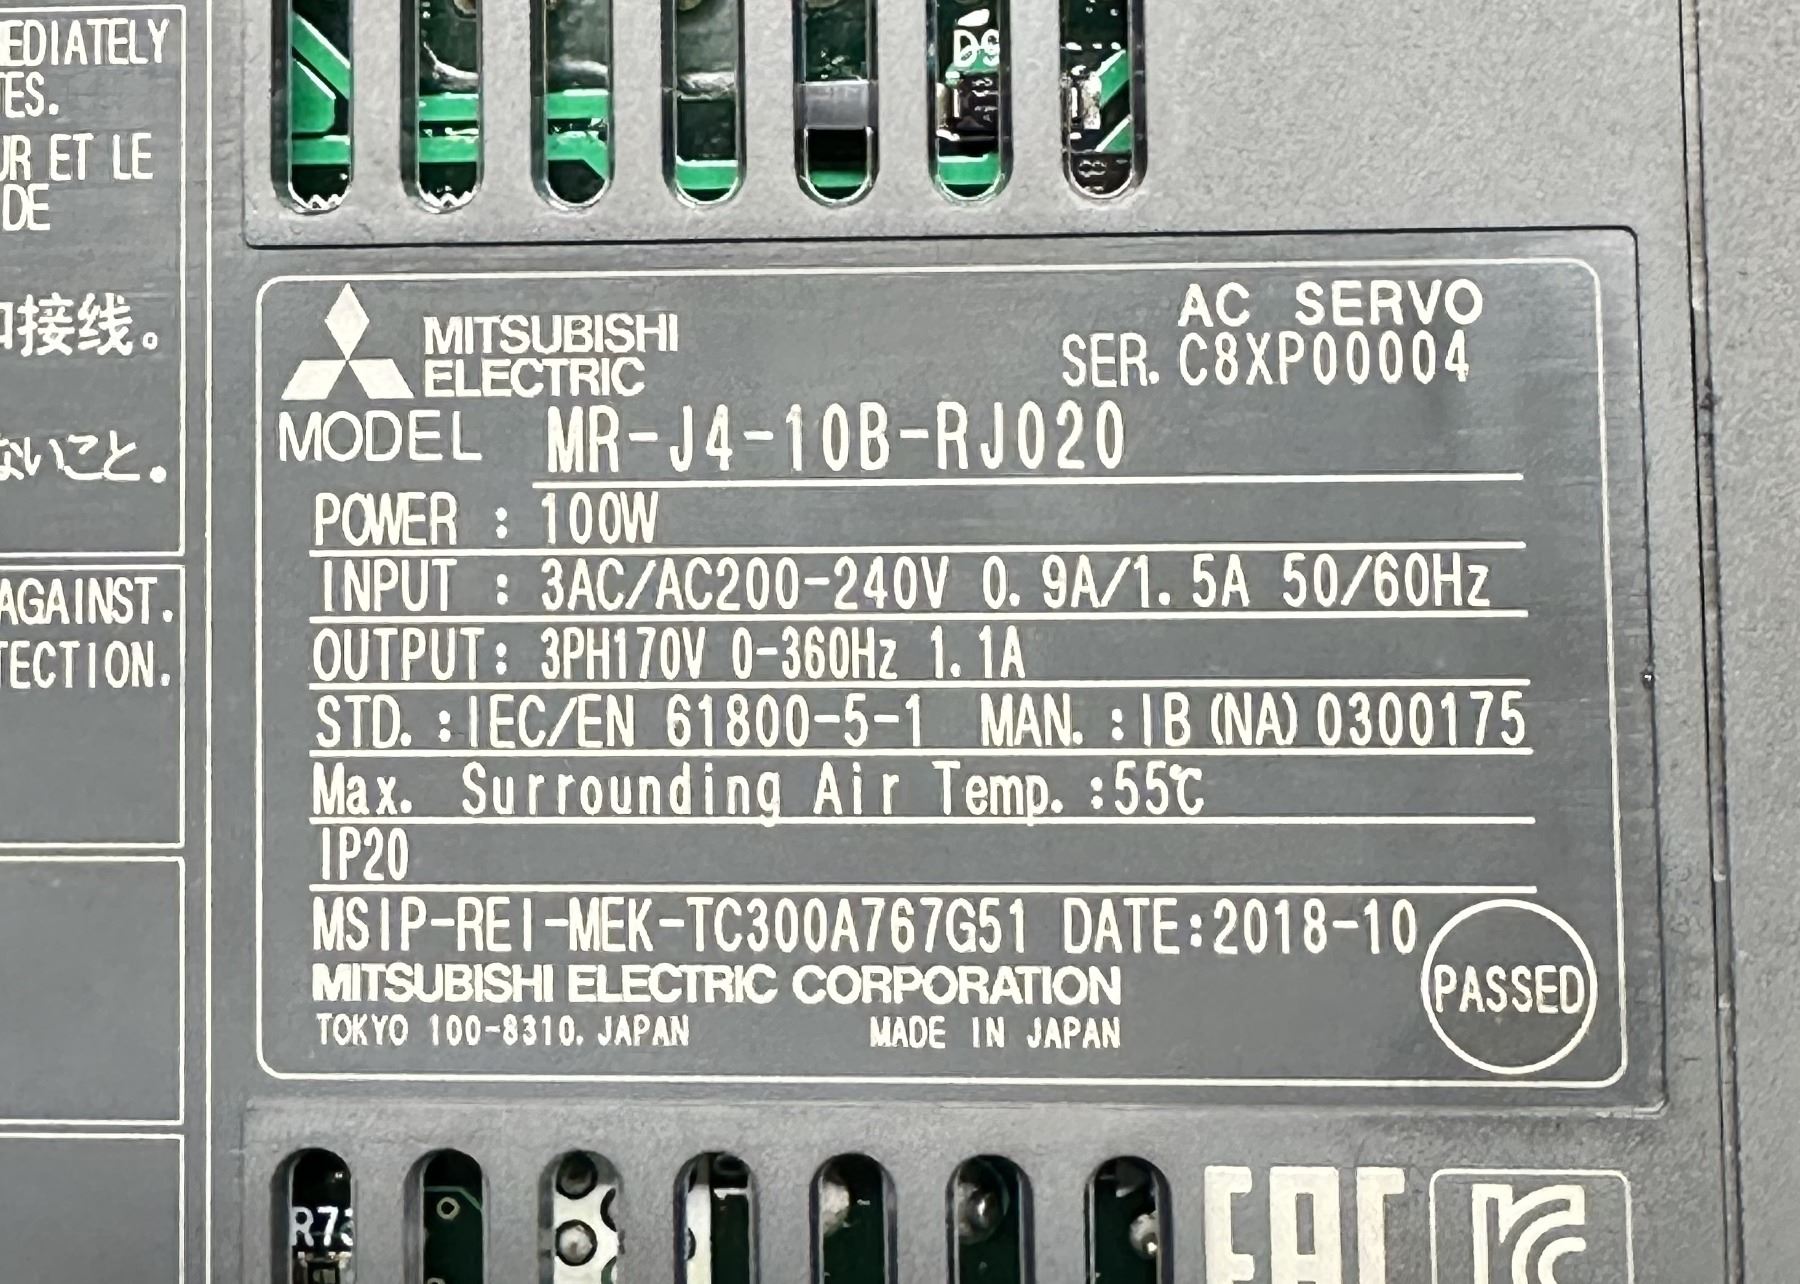 EDIATELY
ES.
UR ET LE
DE
接线。
ないこと。
AGAINST.
TECTION.
D9
MITSUBISHI
ELECTRIC
AC SERVO
SER. C8XP00004
MODEL MR-J4-10B-RJ020
POWER : 100W
INPUT : 3AC/AC200-240V 0.9A/1.5A 50/60Hz
OUTPUT: 3PH170V 0-360Hz 1.1A
STD. :IEC/EN 61800-5-1 MAN. :IB(NA)0300175
Max. Surrounding Air Temp. :55℃
IP20
MSIP-REI-MEK-TC300A767G51 DATE:2018-10
PASSED
MITSUBISHI ELECTRIC CORPORATION
TOKYO 100-8310, JAPAN MADE IN JAPAN
R73
EAC